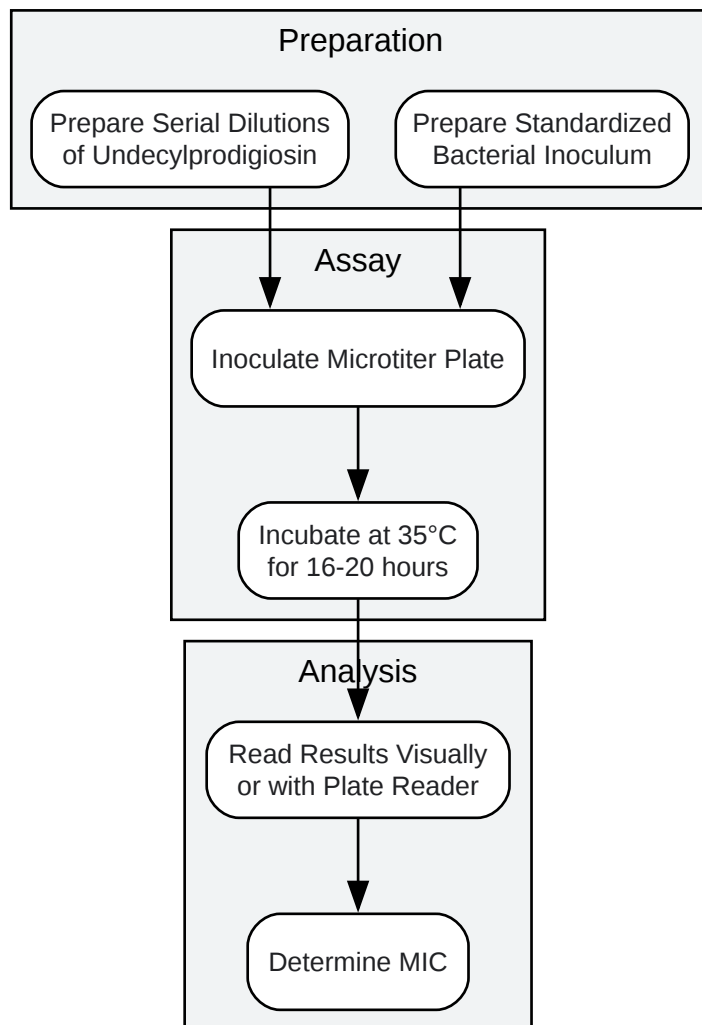 Preparation
Prepare Serial Dilutions
of Undecylprodigiosin
Prepare Standardized
Bacterial Inoculum
Assay
Inoculate Microtiter Plate
Incubate at 35°C
for 16-20 hours
Analysis
Read Results Visually
or with Plate Reader
Determine MIC